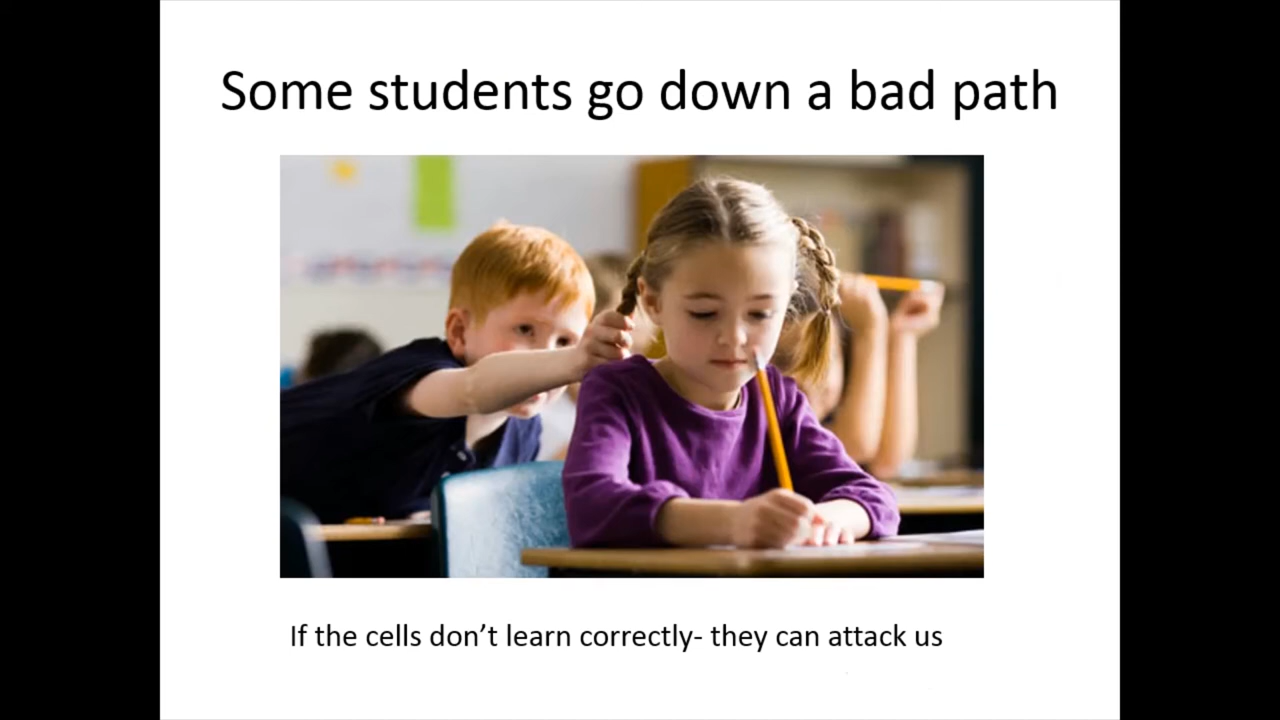 Some students go down a bad path
If the cells don’t learn correctly- they can attack us